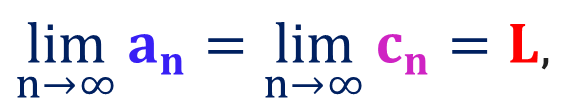 lim aₙ = lim cₙ = L,
n→∞ n→∞